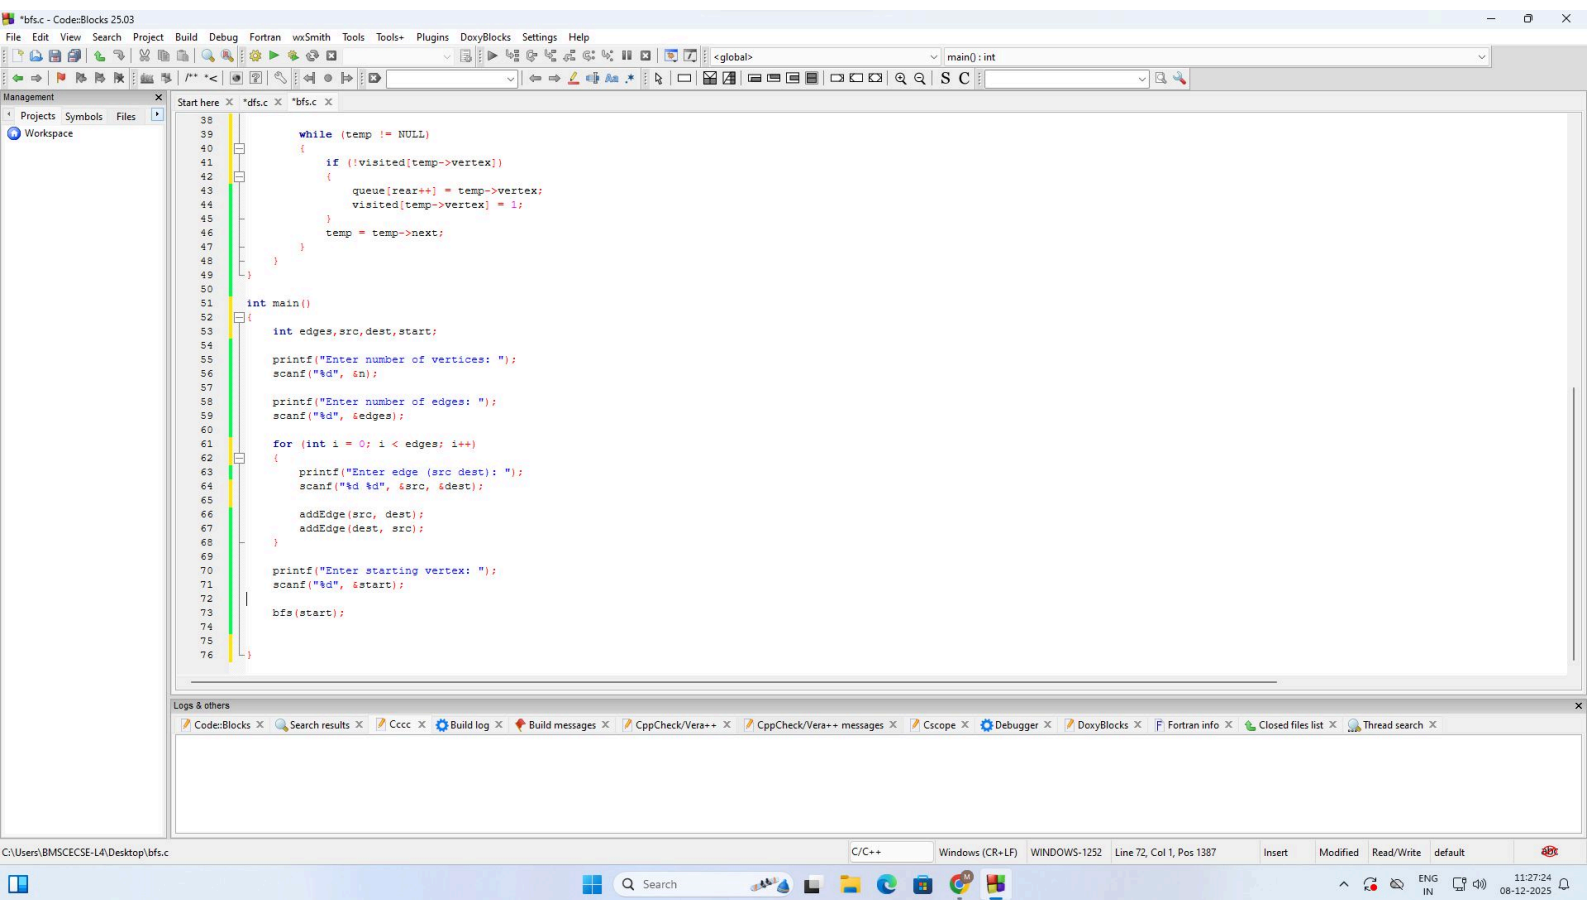 *bfs.c - Code::Blocks 25.03
File Edit View Search Project Build Debug Fortran wxSmith Tools Tools+ Plugins DoxyBlocks Settings Help
<global> main() : int
/** *< Aa .* S C
Management
Projects Symbols Files
Workspace
Start here X *dfs.c X *bfs.c X
38
39 while (temp != NULL)
40 {
41 if (!visited[temp->vertex])
42 {
43 queue[rear++] = temp->vertex;
44 visited[temp->vertex] = 1;
45 }
46 temp = temp->next;
47 }
48 }
49 }
50
51 int main()
52 {
53 int edges,src,dest,start;
54
55 printf("Enter number of vertices: ");
56 scanf("%d", &n);
57
58 printf("Enter number of edges: ");
59 scanf("%d", &edges);
60
61 for (int i = 0; i < edges; i++)
62 {
63 printf("Enter edge (src dest): ");
64 scanf("%d %d", &src, &dest);
65
66 addEdge(src, dest);
67 addEdge(dest, src);
68 }
69
70 printf("Enter starting vertex: ");
71 scanf("%d", &start);
72
73 bfs(start);
74
75
76 }
Logs & others
Code::Blocks X Search results X Cccc X Build log X Build messages X CppCheck/Vera++ X CppCheck/Vera++ messages X Cscope X Debugger X DoxyBlocks X Fortran info X Closed files list X Thread search X
C:\Users\BMSCECSE-L4\Desktop\bfs.c C/C++ Windows (CR+LF) WINDOWS-1252 Line 72, Col 1, Pos 1387 Insert Modified Read/Write default abc
Search M ENG IN 11:27:24 08-12-2025